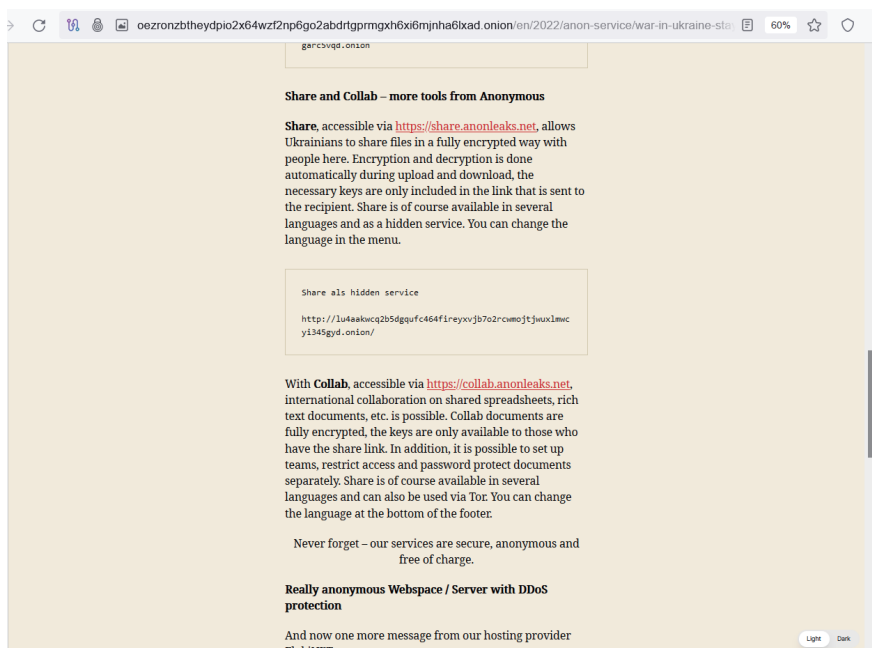 oezronzbtheydpio2x64wzf2np6go2abdrtgprmgxh6xi6mjnha6lxad.onion/en/2022/anon-service/war-in-ukraine-sta
60%
garc5vqd.onion
Share and Collab – more tools from Anonymous
Share, accessible via https://share.anonleaks.net, allows
Ukrainians to share files in a fully encrypted way with
people here. Encryption and decryption is done
automatically during upload and download, the
necessary keys are only included in the link that is sent to
the recipient. Share is of course available in several
languages and as a hidden service. You can change the
language in the menu.
Share als hidden service
http://lu4aakwcq2b5dgqufc464fireyxvjb7o2rcwmojtjwuxlmwc
yi345gyd.onion/
With Collab, accessible via https://collab.anonleaks.net,
international collaboration on shared spreadsheets, rich
text documents, etc. is possible. Collab documents are
fully encrypted, the keys are only available to those who
have the share link. In addition, it is possible to set up
teams, restrict access and password protect documents
separately. Share is of course available in several
languages and can also be used via Tor. You can change
the language at the bottom of the footer.
Never forget – our services are secure, anonymous and
free of charge.
Really anonymous Webspace / Server with DDoS
protection
And now one more message from our hosting provider
Light Dark